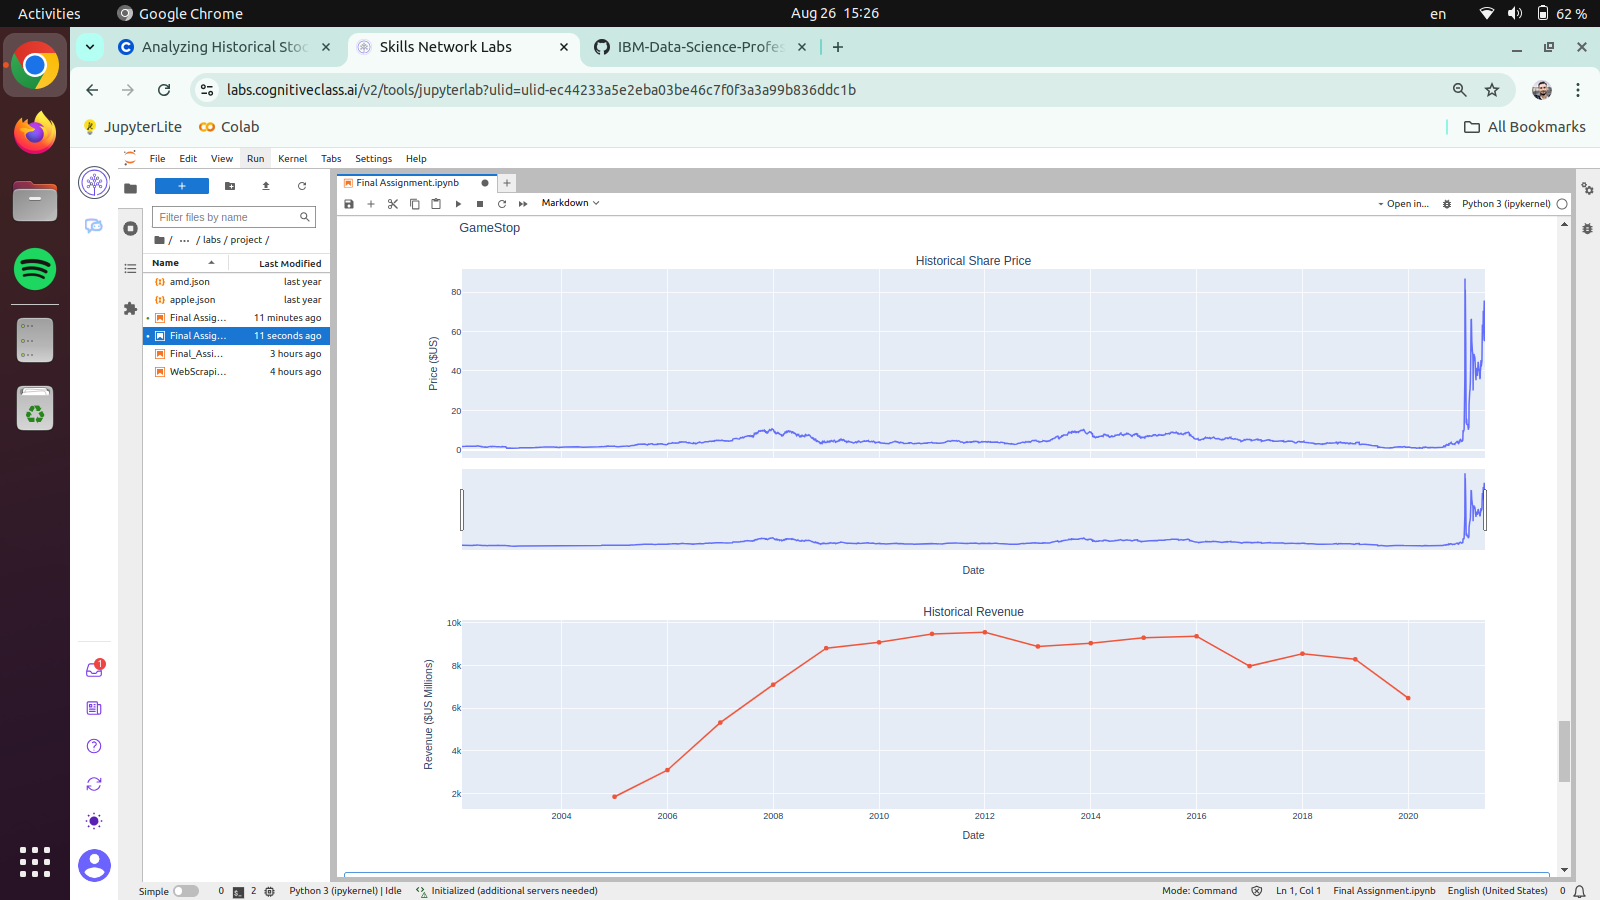 Activities
Google Chrome
Aug 26 15:26
en
62 %
Analyzing Historical Stoc
Skills Network Labs
IBM-Data-Science-Profes
labs.cognitiveclass.ai/v2/tools/jupyterlab?ulid=ulid-ec44233a5e2eba03be46c7f0f3a3a99b836ddc1b
JupyterLite
Colab
All Bookmarks
File Edit View Run Kernel Tabs Settings Help
Filter files by name
/ ... / labs / project /
Name Last Modified
amd.json last year
apple.json last year
Final Assig... 11 minutes ago
Final Assig... 11 seconds ago
Final_Assi... 3 hours ago
WebScrapi... 4 hours ago
Final Assignment.ipynb
Markdown
Open in...
Python 3 (ipykernel)
GameStop
Historical Share Price
Price ($US)
80
60
40
20
0
Date
Historical Revenue
Revenue ($US Millions)
10k
8k
6k
4k
2k
2004 2006 2008 2010 2012 2014 2016 2018 2020
Date
1
Simple
0
2
Python 3 (ipykernel) | Idle
Initialized (additional servers needed)
Mode: Command
Ln 1, Col 1
Final Assignment.ipynb
English (United States)
0